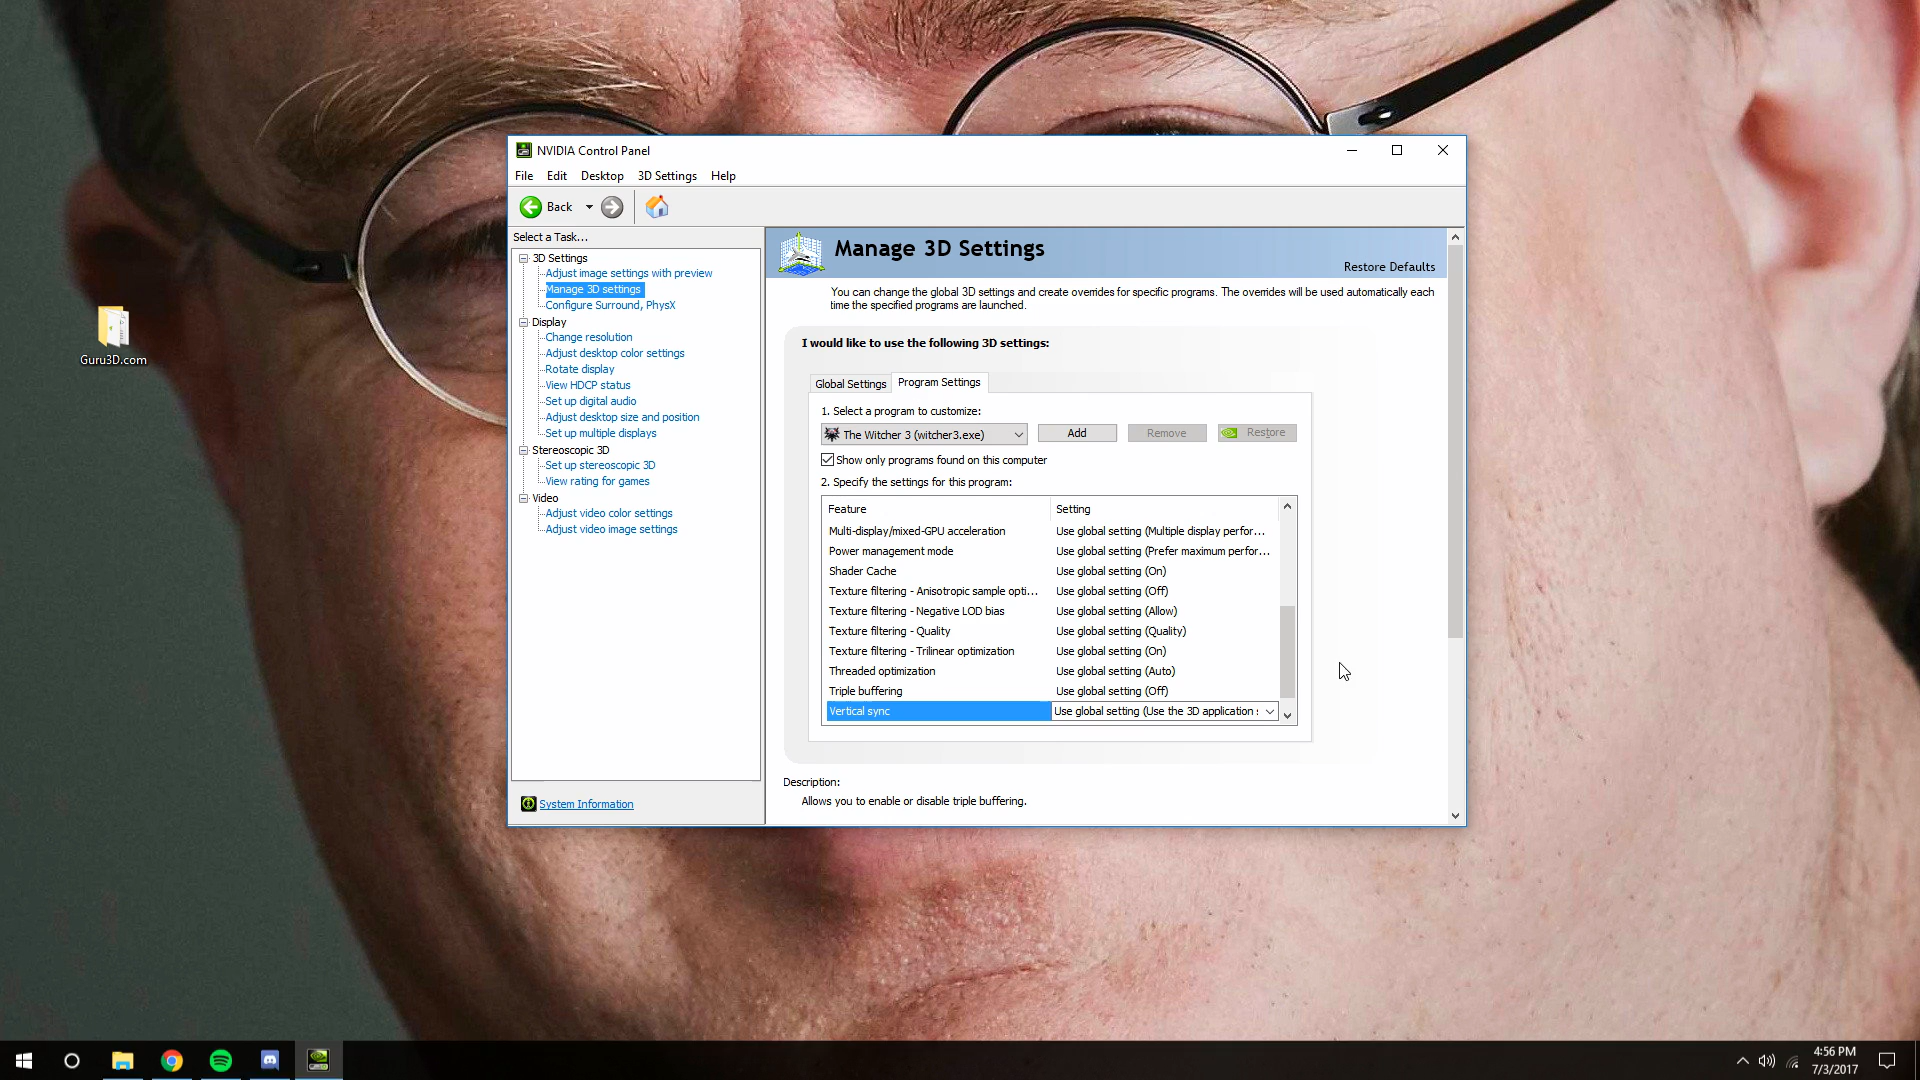 Guru3D.com
NVIDIA Control Panel
File Edit Desktop 3D Settings Help
Back
Select a Task...
3D Settings
Adjust image settings with preview
Manage 3D settings
Configure Surround, PhysX
Display
Change resolution
Adjust desktop color settings
Rotate display
View HDCP status
Set up digital audio
Adjust desktop size and position
Set up multiple displays
Stereoscopic 3D
Set up stereoscopic 3D
View rating for games
Video
Adjust video color settings
Adjust video image settings
System Information
Manage 3D Settings
Restore Defaults
You can change the global 3D settings and create overrides for specific programs. The overrides will be used automatically each
time the specified programs are launched.
I would like to use the following 3D settings:
Global Settings Program Settings
1. Select a program to customize:
The Witcher 3 (witcher3.exe) Add Remove Restore
Show only programs found on this computer
2. Specify the settings for this program:
Feature Setting
Multi-display/mixed-GPU acceleration Use global setting (Multiple display perfor...
Power management mode Use global setting (Prefer maximum perfor...
Shader Cache Use global setting (On)
Texture filtering - Anisotropic sample opti... Use global setting (Off)
Texture filtering - Negative LOD bias Use global setting (Allow)
Texture filtering - Quality Use global setting (Quality)
Texture filtering - Trilinear optimization Use global setting (On)
Threaded optimization Use global setting (Auto)
Triple buffering Use global setting (Off)
Vertical sync Use global setting (Use the 3D application
Description:
Allows you to enable or disable triple buffering.
4:56 PM
7/3/2017